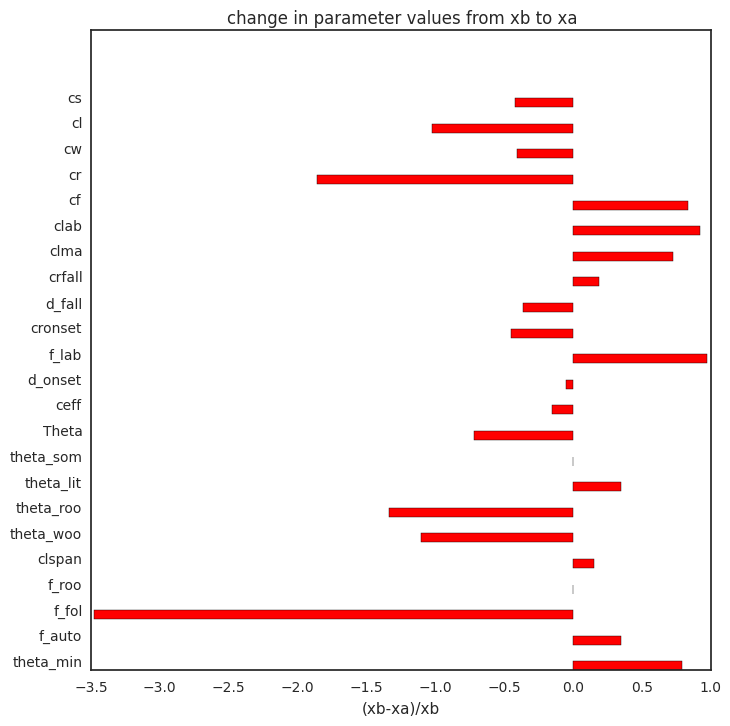 change in parameter values from xb to xa
cs
cl
cw
cr
cf
clab
clma
crfall
d_fall
cronset
f_lab
d_onset
ceff
Theta
theta_som
theta_lit
theta_roo
theta_woo
clspan
f_roo
f_fol
f_auto
theta_min
−3.5 −3.0 −2.5 −2.0 −1.5 −1.0 −0.5 0.0 0.5 1.0
(xb-xa)/xb